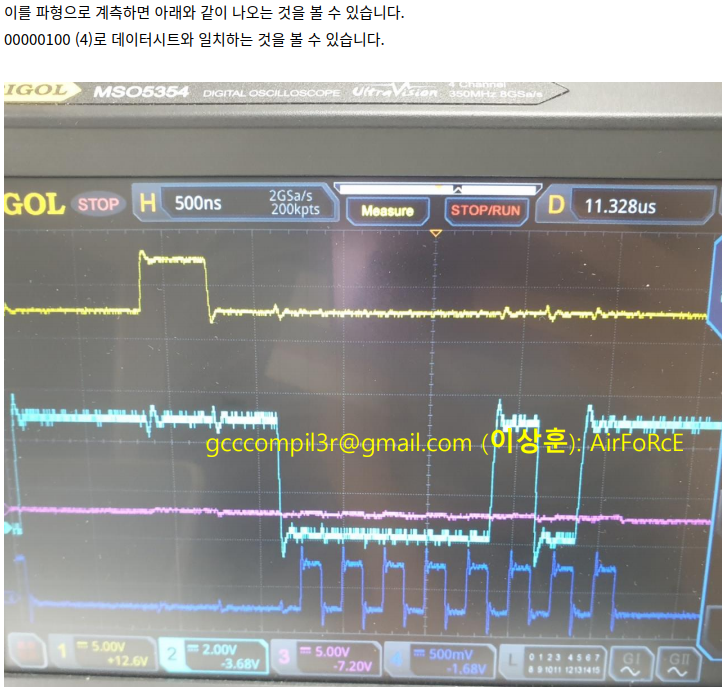 이를 파형으로 계측하면 아래와 같이 나오는 것을 볼 수 있습니다.
00000100 (4)로 데이터시트와 일치하는 것을 볼 수 있습니다.
IGOL MSO5354 DIGITAL OSCILLOSCOPE UltraVision 4 Channel
350MHz 8GSa/s
GOL STOP H 500ns 2GSa/s
200kpts
Measure STOP/RUN D 11.328us
gcccompil3r@gmail.com (이상훈): AirFoRcE
1 5.00V
+12.6V
2 2.00V
-3.68V
3 5.00V
-7.20V
4 500mV
-1.68V
L 0 1 2 3 4 5 6 7
8 9 10 11 12 13 14 15
GI GII